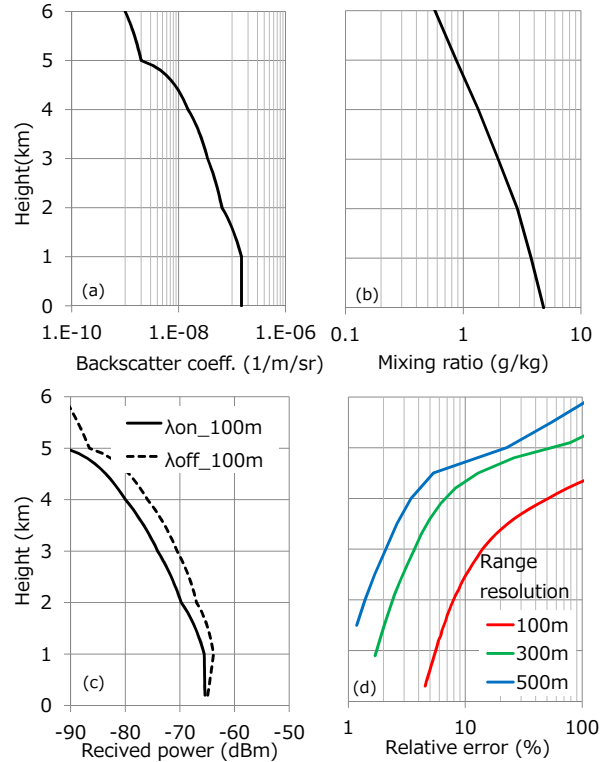 6
5
4
3
2
1
0
Height(km)
(a)
1.E-10
1.E-08
1.E-06
Backscatter coeff. (1/m/sr)
(b)
0.1
1
10
Mixing ratio (g/kg)
6
5
4
3
2
1
0
Height (km)
λon_100m
λoff_100m
(c)
-90
-80
-70
-60
-50
Recived power (dBm)
Range
resolution
100m
300m
500m
(d)
1
10
100
Relative error (%)